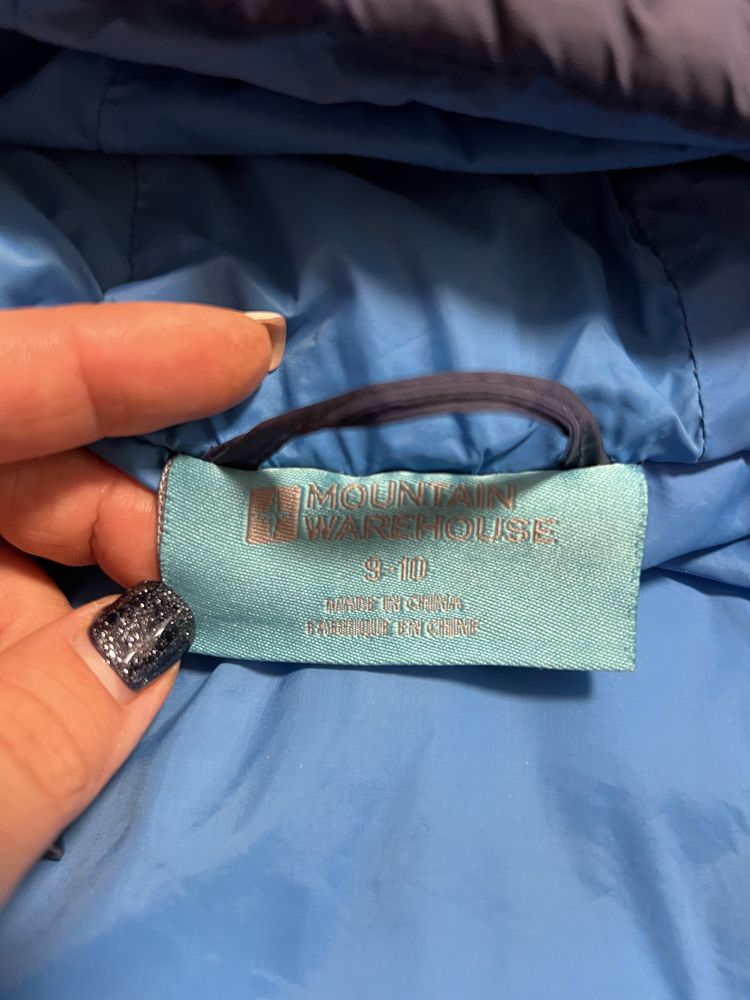 MOUNTAIN
WAREHOUSE
9-10
MADE IN CHINA
FABRIQUE EN CHINE